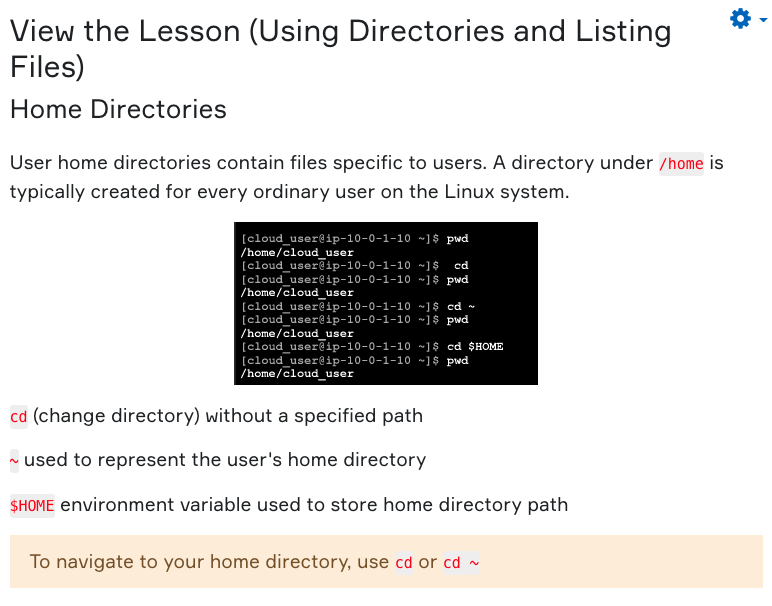 View the Lesson (Using Directories and Listing
Files)
Home Directories
User home directories contain files specific to users. A directory under /home is
typically created for every ordinary user on the Linux system.
[cloud_user@ip-10-0-1-10 ~]$ pwd
/home/cloud_user
[cloud_user@ip-10-0-1-10 ~]$  cd
[cloud_user@ip-10-0-1-10 ~]$ pwd
/home/cloud_user
[cloud_user@ip-10-0-1-10 ~]$ cd ~
[cloud_user@ip-10-0-1-10 ~]$ pwd
/home/cloud_user
[cloud_user@ip-10-0-1-10 ~]$ cd $HOME
[cloud_user@ip-10-0-1-10 ~]$ pwd
/home/cloud_user
cd (change directory) without a specified path
~ used to represent the user's home directory
$HOME environment variable used to store home directory path
To navigate to your home directory, use cd or cd ~